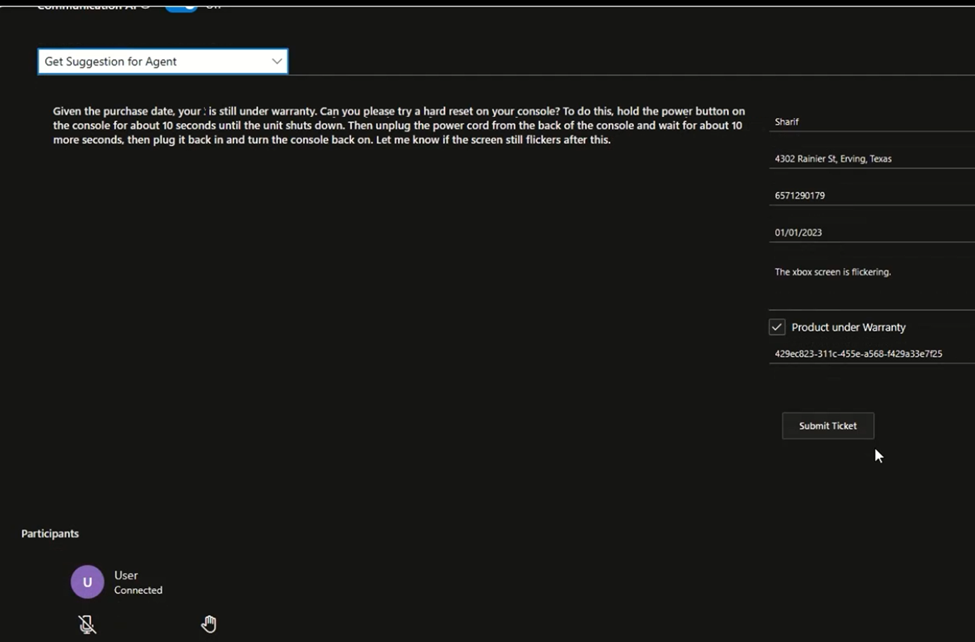 Communication AI
Get Suggestion for Agent
Given the purchase date, your : is still under warranty. Can you please try a hard reset on your console? To do this, hold the power button on
the console for about 10 seconds until the unit shuts down. Then unplug the power cord from the back of the console and wait for about 10
more seconds, then plug it back in and turn the console back on. Let me know if the screen still flickers after this.
Sharif
4302 Rainier St, Erving, Texas
6571290179
01/01/2023
The xbox screen is flickering.
Product under Warranty
429ec823-311c-455e-a568-f429a33e7f25
Submit Ticket
Participants
U
User
Connected